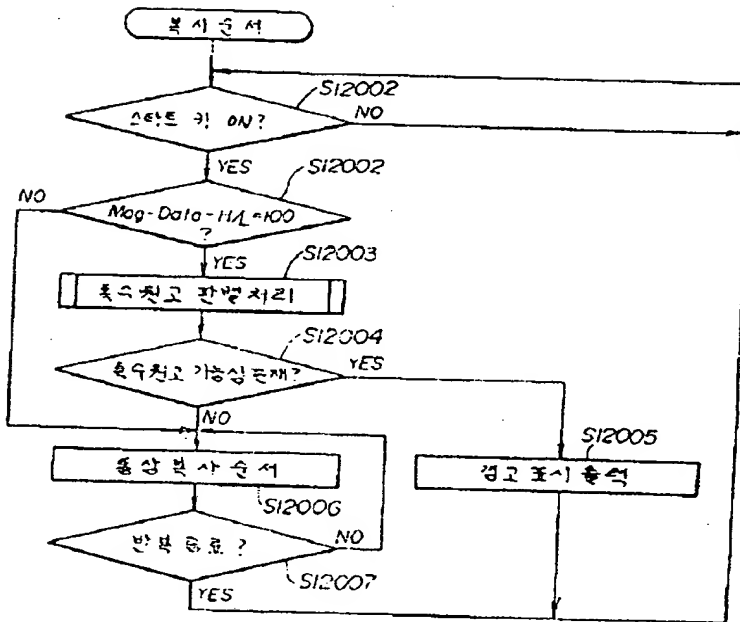 복사순서
S12002
스타트 키 ON?
NO
YES
S12002
NO
Mag-Data-H/L=100
?
YES
S12003
특수원고 판별처리
S12004
특수원고 가능성존재?
YES
NO
S12005
통상 복사 순서
경고 표시 출력
S12006
반복 종료?
NO
S12007
YES